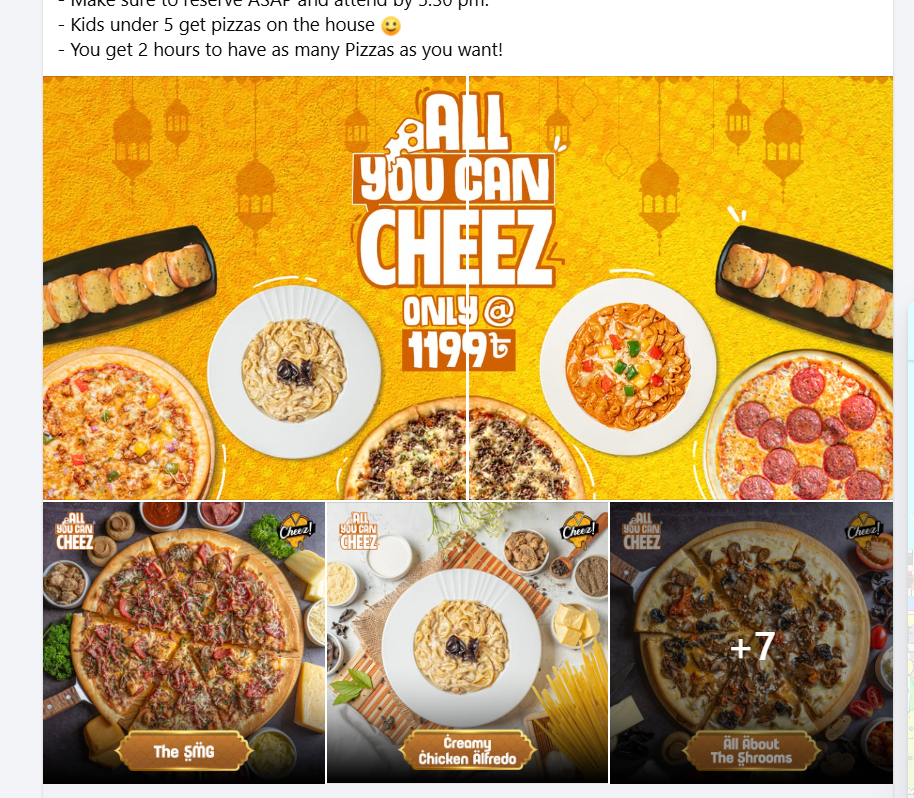 - Make sure to reserve ASAP and attend by 5:30 pm.
- Kids under 5 get pizzas on the house 🙂
- You get 2 hours to have as many Pizzas as you want!
ALL
YOU CAN
CHEEZ
ONLY @
1199৳
ALL
YOU CAN
CHEEZ
Cheez!
The SMG
ALL
YOU CAN
CHEEZ
Cheez!
Creamy
Chicken Alfredo
ALL
YOU CAN
CHEEZ
Cheez!
+7
All About
The Shrooms